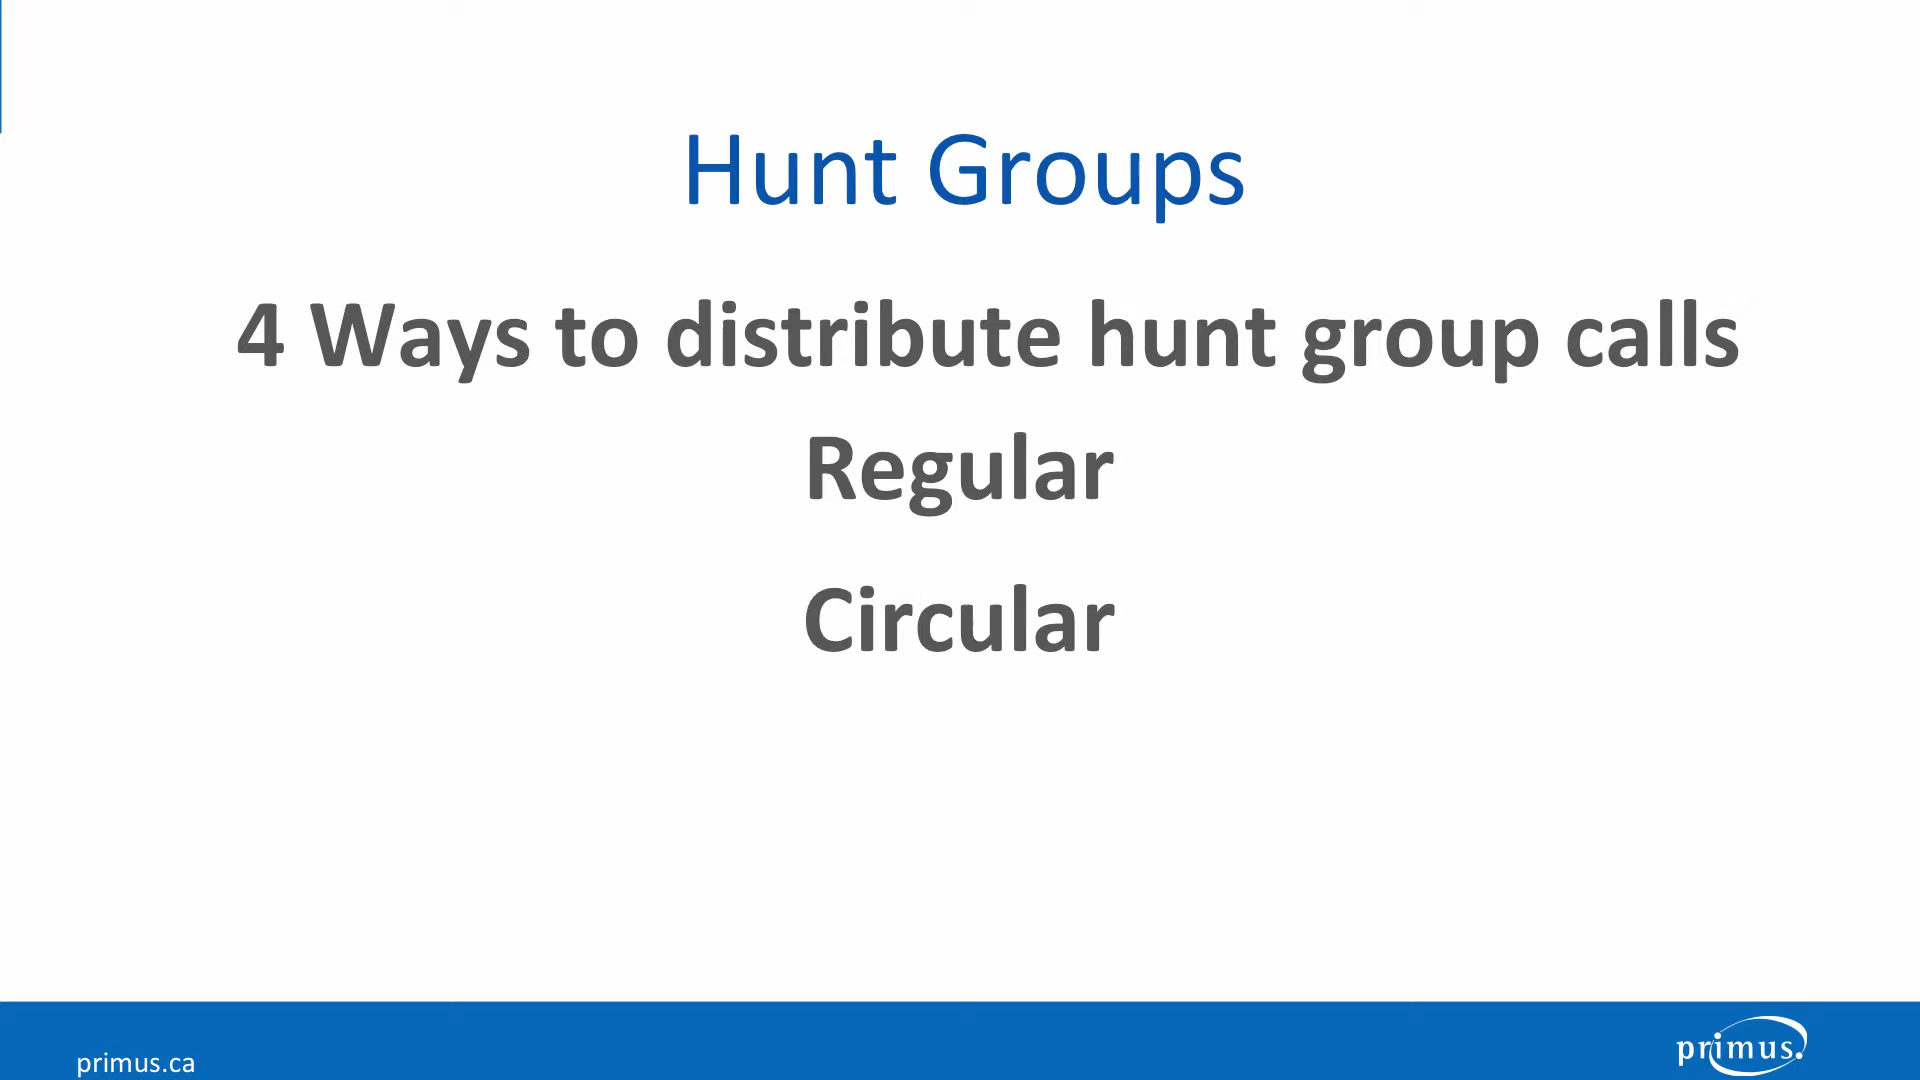 Hunt Groups
4 Ways to distribute hunt group calls
Regular
Circular
primus.ca
primus.